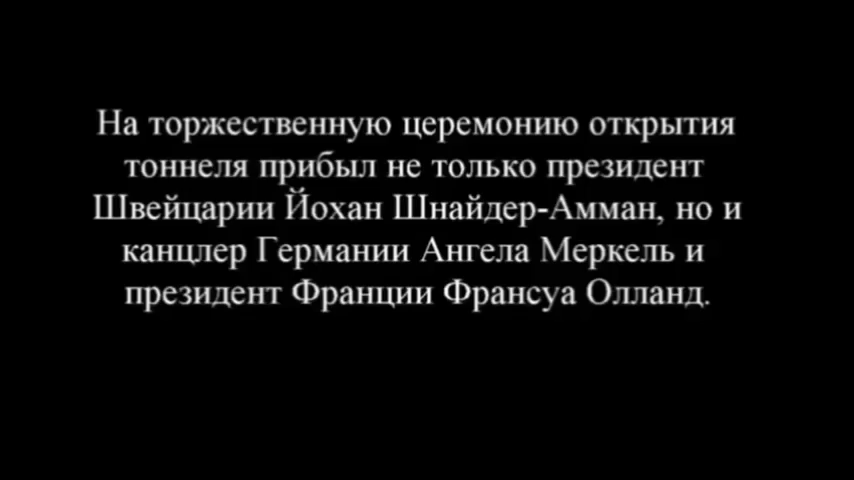 На торжественную церемонию открытия
тоннеля прибыл не только президент
Швейцарии Йохан Шнайдер-Амман, но и
канцлер Германии Ангела Меркель и
президент Франции Франсуа Олланд.